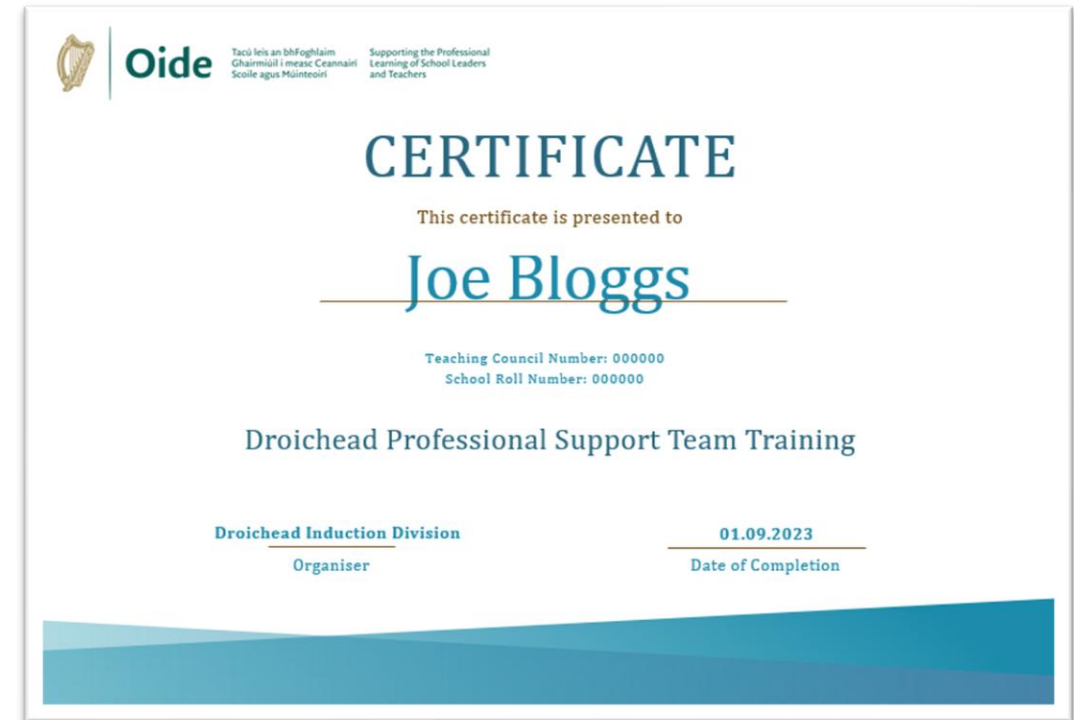 Oide
Tacú leis an bhFoghlaim
Ghairmiúil i measc Ceannairí
Scoile agus Múinteoirí
Supporting the Professional
Learning of School Leaders
and Teachers
CERTIFICATE
This certificate is presented to
Joe Bloggs
Teaching Council Number: 000000
School Roll Number: 000000
Droichead Professional Support Team Training
Droichead Induction Division
Organiser
01.09.2023
Date of Completion